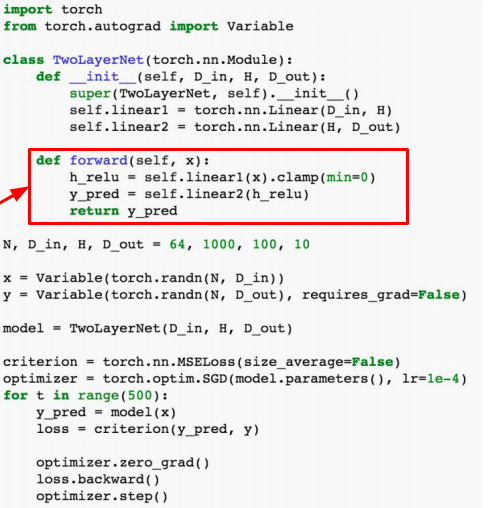 import torch
from torch.autograd import Variable

class TwoLayerNet(torch.nn.Module):
    def __init__(self, D_in, H, D_out):
        super(TwoLayerNet, self).__init__()
        self.linear1 = torch.nn.Linear(D_in, H)
        self.linear2 = torch.nn.Linear(H, D_out)

    def forward(self, x):
        h_relu = self.linear1(x).clamp(min=0)
        y_pred = self.linear2(h_relu)
        return y_pred

N, D_in, H, D_out = 64, 1000, 100, 10

x = Variable(torch.randn(N, D_in))
y = Variable(torch.randn(N, D_out), requires_grad=False)

model = TwoLayerNet(D_in, H, D_out)

criterion = torch.nn.MSELoss(size_average=False)
optimizer = torch.optim.SGD(model.parameters(), lr=1e-4)
for t in range(500):
    y_pred = model(x)
    loss = criterion(y_pred, y)

    optimizer.zero_grad()
    loss.backward()
    optimizer.step()